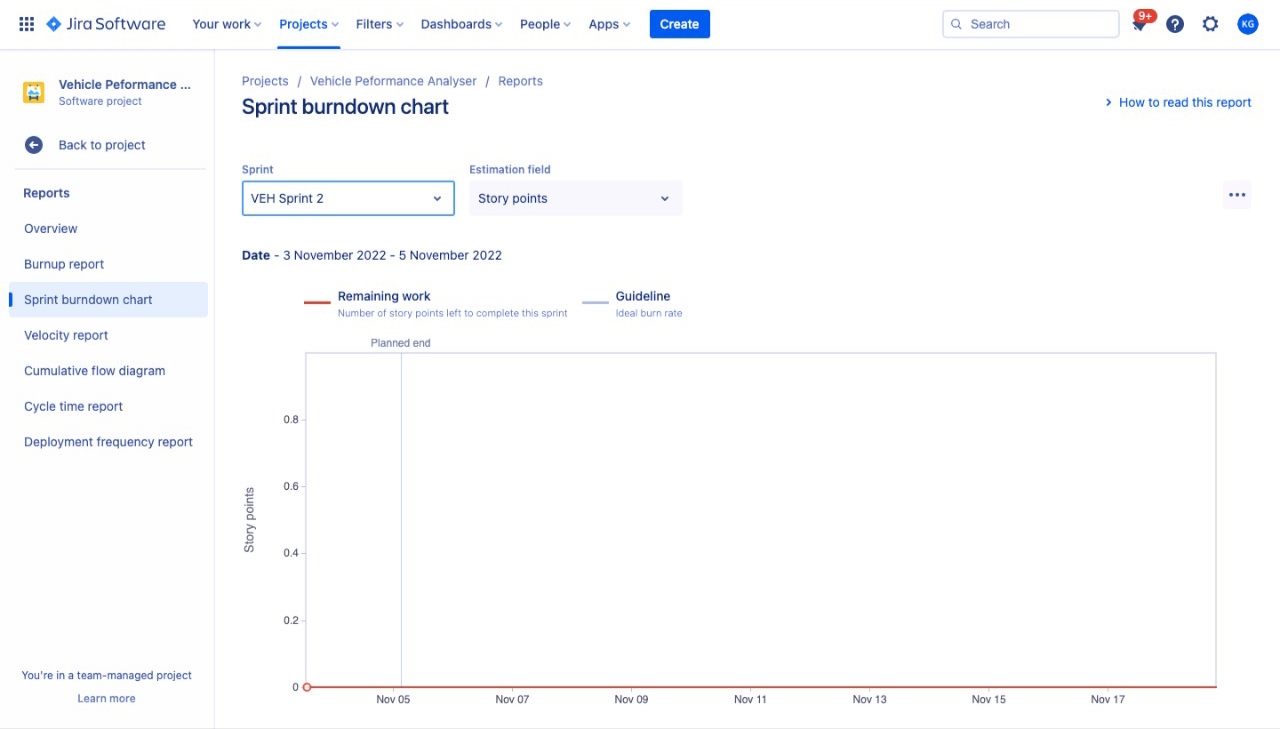 Jira Software
Your work
Projects
Filters
Dashboards
People
Apps
Create
Search
9+
KG
Vehicle Peformance ...
Software project
Back to project
Reports
Overview
Burnup report
Sprint burndown chart
Velocity report
Cumulative flow diagram
Cycle time report
Deployment frequency report
You're in a team-managed project
Learn more
Projects / Vehicle Peformance Analyser / Reports
Sprint burndown chart
How to read this report
Sprint
VEH Sprint 2
Estimation field
Story points
Date - 3 November 2022 - 5 November 2022
Remaining work
Number of story points left to complete this sprint
Guideline
Ideal burn rate
Planned end
Story points
0.8
0.6
0.4
0.2
0
Nov 05
Nov 07
Nov 09
Nov 11
Nov 13
Nov 15
Nov 17